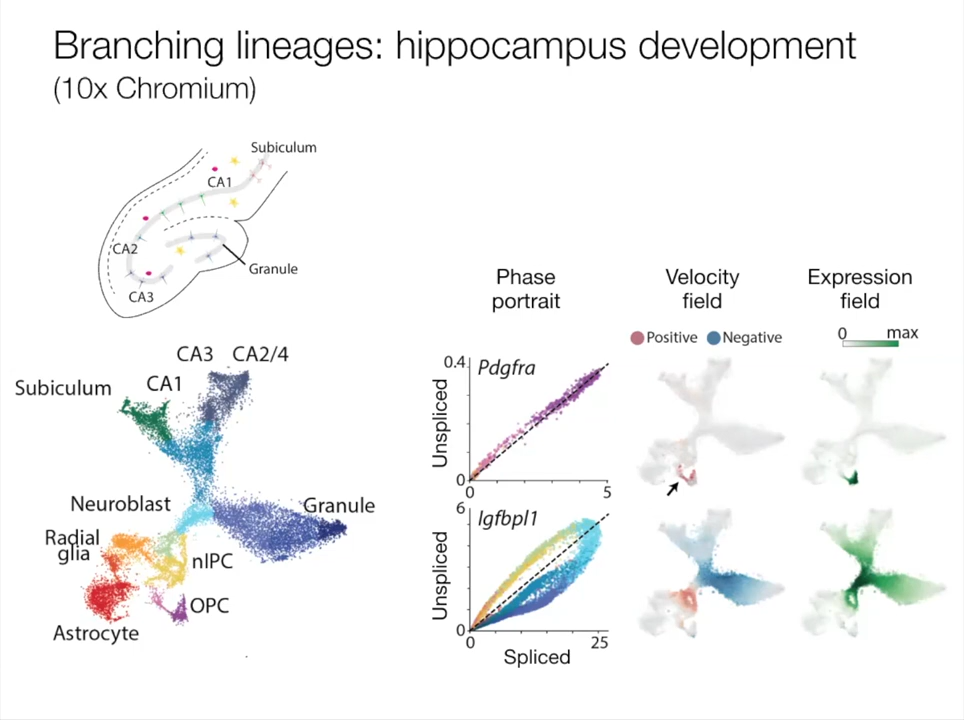 Branching lineages: hippocampus development
(10x Chromium)
Subiculum
CA1
CA2
Granule
CA3
CA3 CA2/4
Subiculum
CA1
Neuroblast
Granule
Radial
glia
nIPC
OPC
Astrocyte
Phase
portrait
Velocity
field
Expression
field
Positive Negative
0 max
0.4
Pdgfra
Unspliced
0
0 5
6
Igfbpl1
Unspliced
0
0 25
Spliced